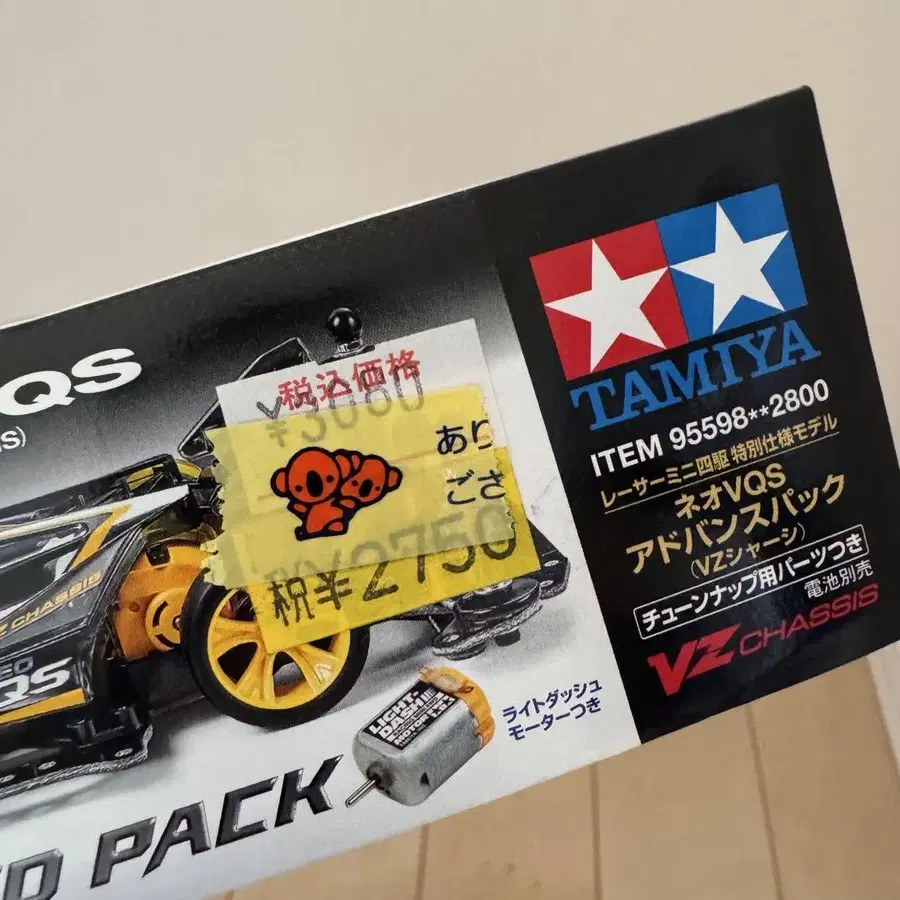 QS
税込価格
¥3080
あり
ござ
税¥2750
CHASSIS
QS
TAMIYA
ITEM 95598**2800
レーサーミニ四駆 特別仕様モデル
ネオVQS
アドバンスパック
(VZシャーシ)
チューンナップ用パーツつき
電池別売
VZ CHASSIS
LIGHT-
DASH
MOTOR
ライトダッシュ
モーターつき
PACK